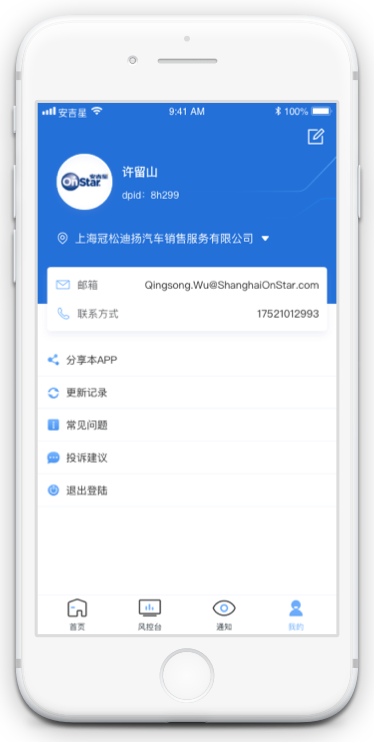 安吉星
9:41 AM
100%
安吉星
OnStar
许留山
dpid: 8h299
上海冠松迪扬汽车销售服务有限公司
邮箱
Qingsong.Wu@ShanghaiOnStar.com
联系方式
17521012993
分享本APP
更新记录
常见问题
投诉建议
退出登陆
首页
风控台
通知
我的